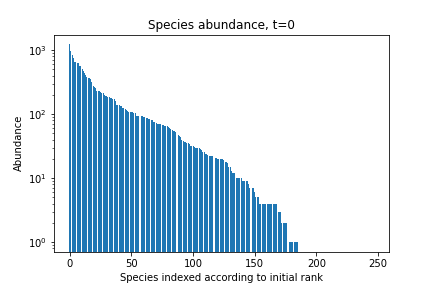 Species abundance, t=0
Abundance
10³
10²
10¹
10⁰
0 50 100 150 200 250
Species indexed according to initial rank